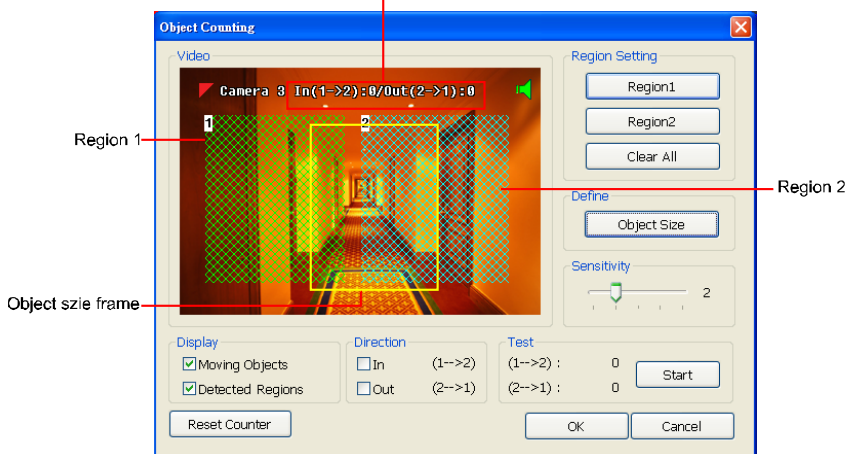 Object Counting
Video
Camera 3 In(1->2):0/Out(2->1):0
1
2
Region 1
Region 2
Object szie frame
Region Setting
Region1
Region2
Clear All
Define
Object Size
Sensitivity
2
Display
Moving Objects
Detected Regions
Direction
In (1-->2)
Out (2-->1)
Test
(1-->2) : 0
(2-->1) : 0
Start
Reset Counter
OK
Cancel